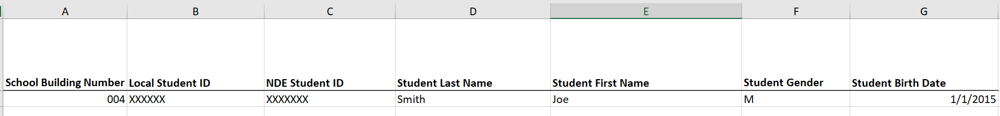 A B C D E F G
School Building Number Local Student ID NDE Student ID Student Last Name Student First Name Student Gender Student Birth Date
004 XXXXXX XXXXXXX Smith Joe M 1/1/2015